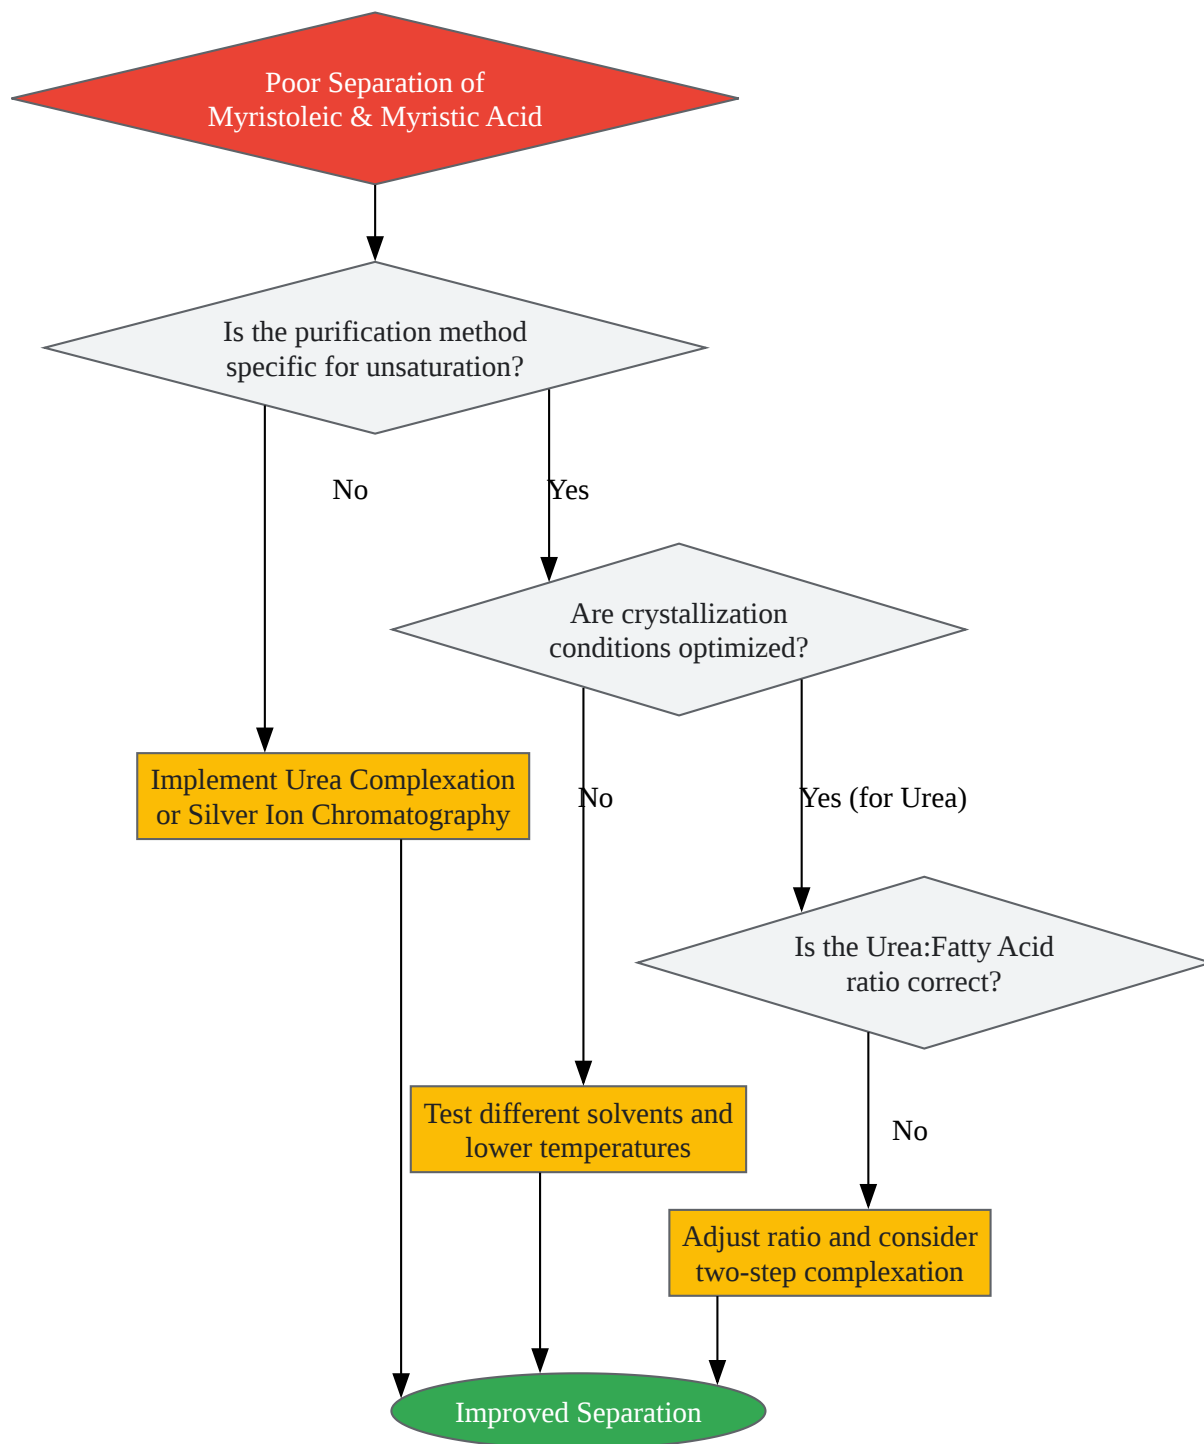 Poor Separation of
Myristoleic & Myristic Acid
Is the purification method
specific for unsaturation?
No
Yes
Are crystallization
conditions optimized?
Implement Urea Complexation
or Silver Ion Chromatography
No
Yes (for Urea)
Is the Urea:Fatty Acid
ratio correct?
Test different solvents and
lower temperatures
No
Adjust ratio and consider
two-step complexation
Improved Separation